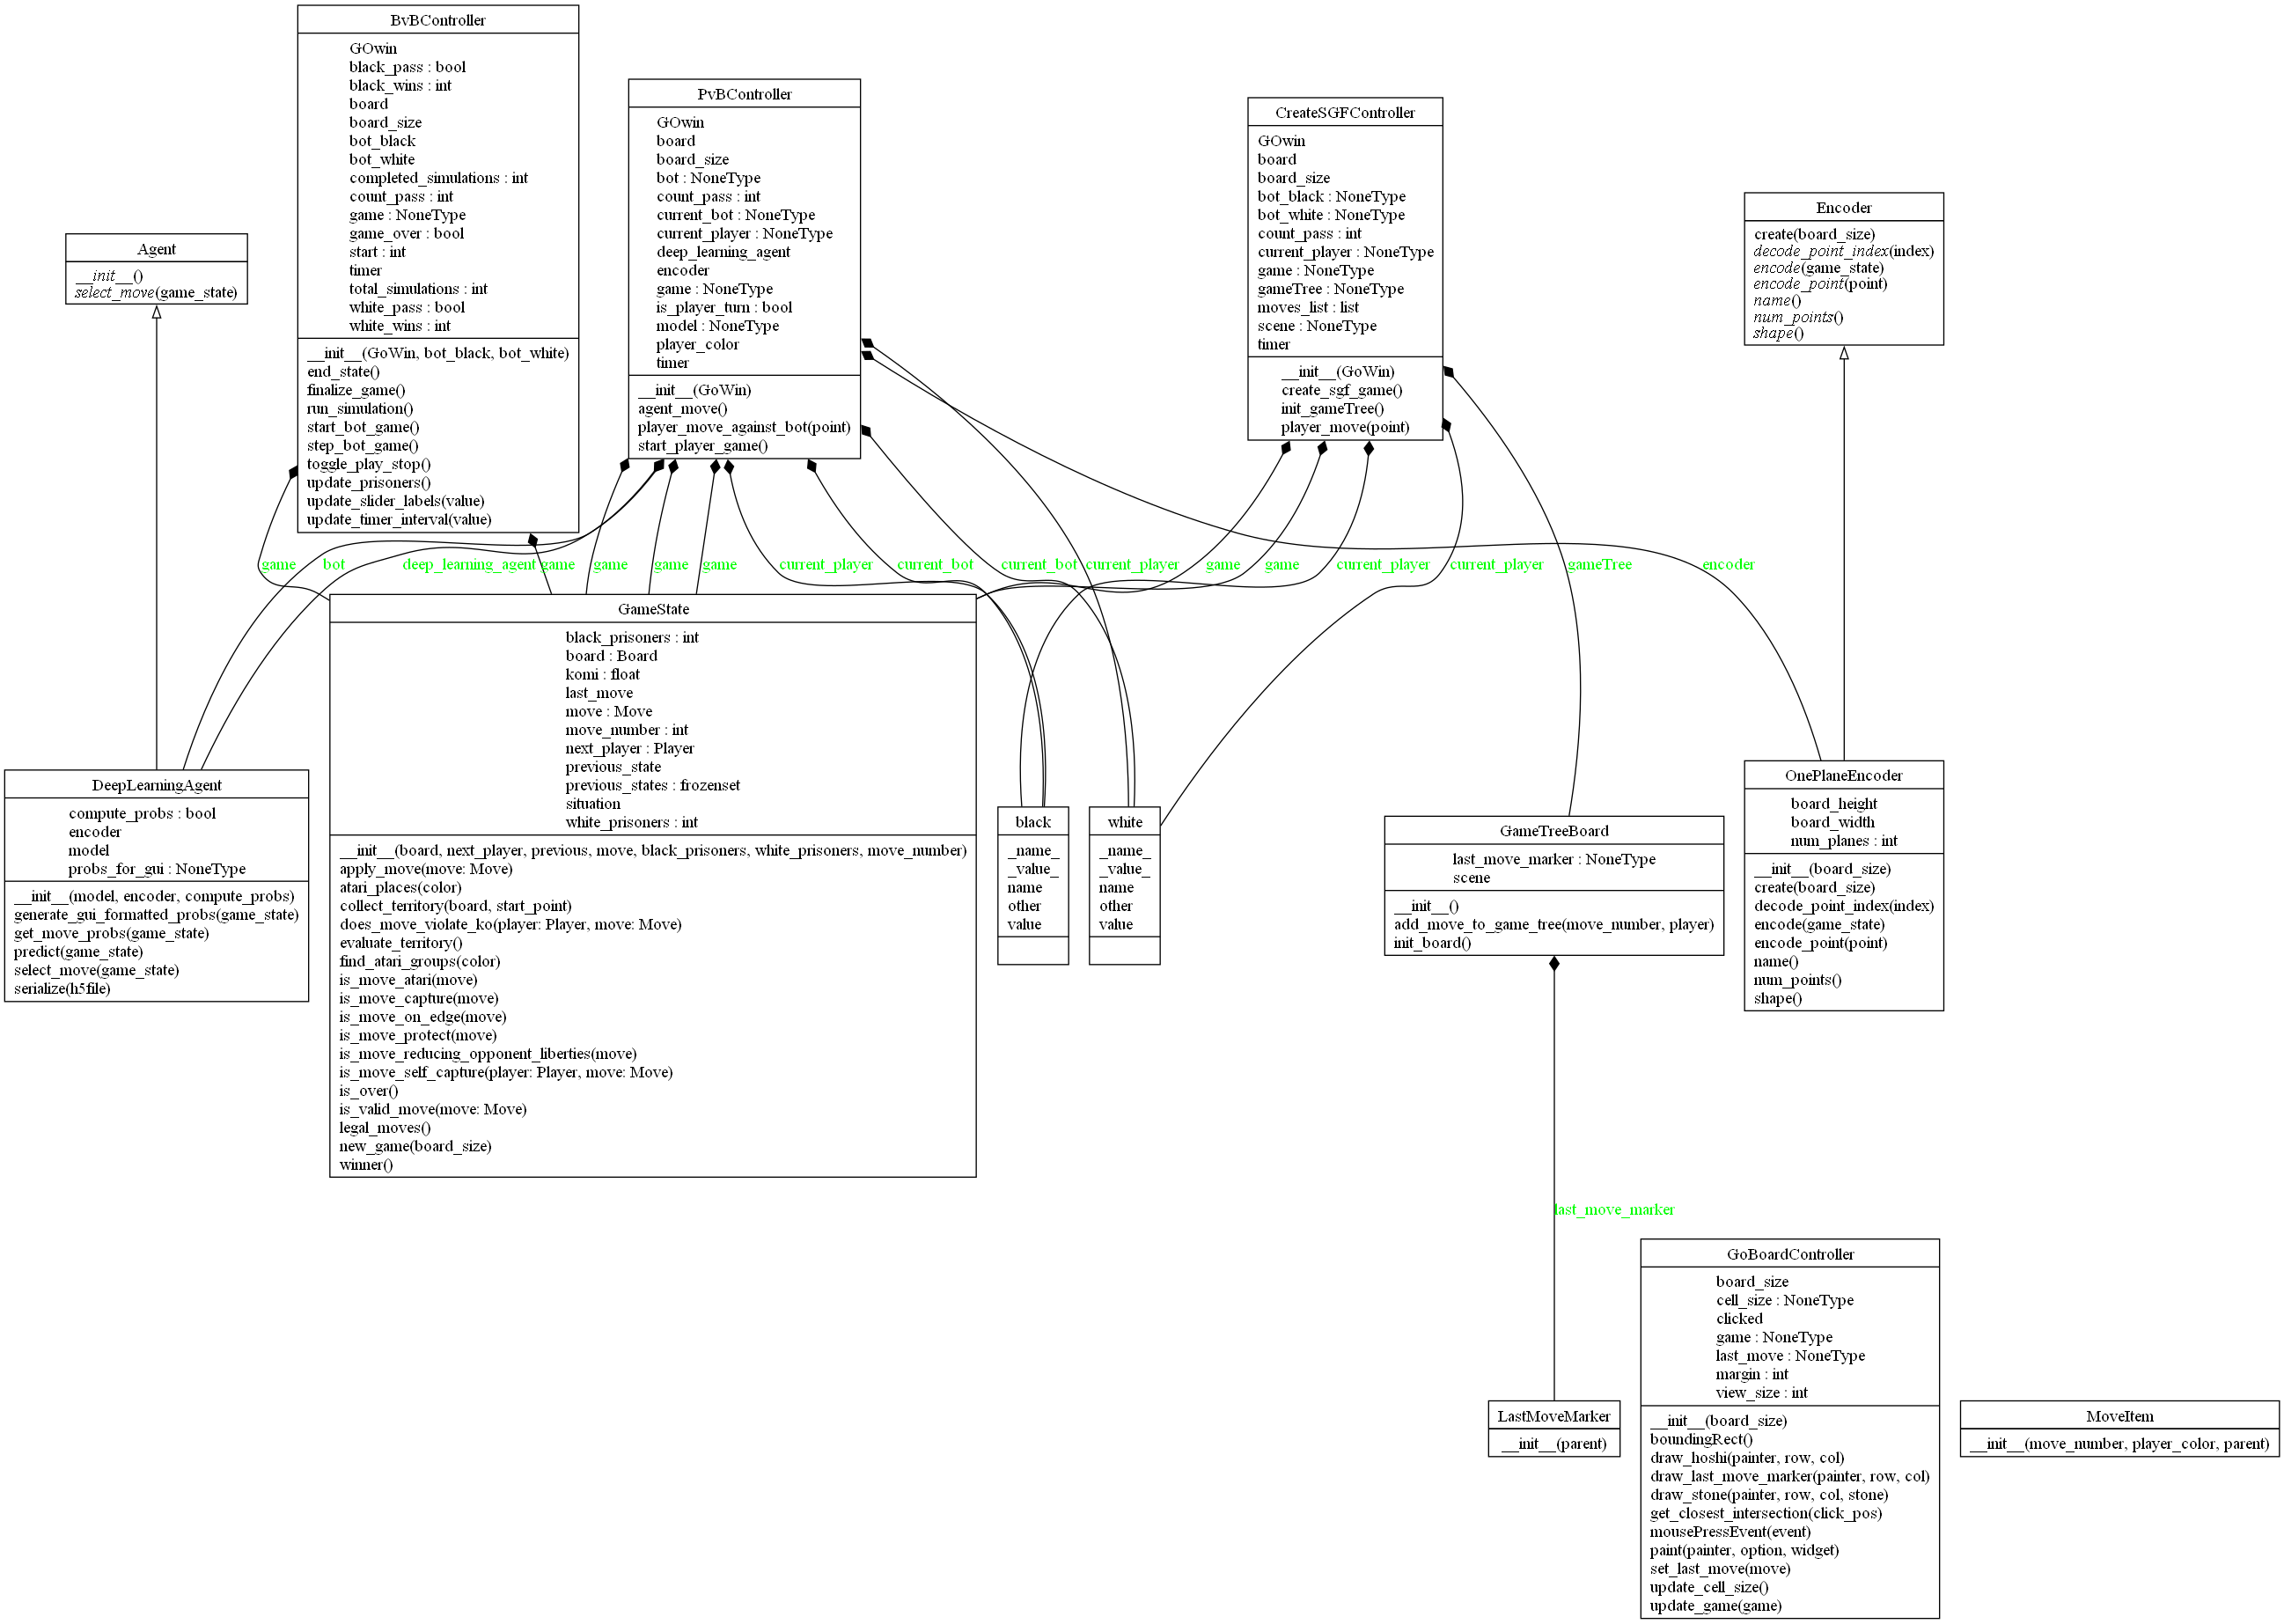 BvBController
GOwin
black_pass : bool
black_wins : int
board
board_size
bot_black
bot_white
completed_simulations : int
count_pass : int
game : NoneType
game_over : bool
start : int
timer
total_simulations : int
white_pass : bool
white_wins : int
__init__(GoWin, bot_black, bot_white)
end_state()
finalize_game()
run_simulation()
start_bot_game()
step_bot_game()
toggle_play_stop()
update_prisoners()
update_slider_labels(value)
update_timer_interval(value)
PvBController
GOwin
board
board_size
bot : NoneType
count_pass : int
current_bot : NoneType
current_player : NoneType
deep_learning_agent
encoder
game : NoneType
is_player_turn : bool
model : NoneType
player_color
timer
__init__(GoWin)
agent_move()
player_move_against_bot(point)
start_player_game()
CreateSGFController
GOwin
board
board_size
bot_black : NoneType
bot_white : NoneType
count_pass : int
current_player : NoneType
game : NoneType
gameTree : NoneType
moves_list : list
scene : NoneType
timer
__init__(GoWin)
create_sgf_game()
init_gameTree()
player_move(point)
Encoder
create(board_size)
decode_point_index(index)
encode(game_state)
encode_point(point)
name()
num_points()
shape()
Agent
__init__()
select_move(game_state)
game
bot
deep_learning_agent
game
game
game
game
current_player
current_bot
current_bot
current_player
game
game
current_player
current_player
gameTree
encoder
GameState
black_prisoners : int
board : Board
komi : float
last_move
move : Move
move_number : int
next_player : Player
previous_state
previous_states : frozenset
situation
white_prisoners : int
__init__(board, next_player, previous, move, black_prisoners, white_prisoners, move_number)
apply_move(move: Move)
atari_places(color)
collect_territory(board, start_point)
does_move_violate_ko(player: Player, move: Move)
evaluate_territory()
find_atari_groups(color)
is_move_atari(move)
is_move_capture(move)
is_move_on_edge(move)
is_move_protect(move)
is_move_reducing_opponent_liberties(move)
is_move_self_capture(player: Player, move: Move)
is_over()
is_valid_move(move: Move)
legal_moves()
new_game(board_size)
winner()
DeepLearningAgent
compute_probs : bool
encoder
model
probs_for_gui : NoneType
__init__(model, encoder, compute_probs)
generate_gui_formatted_probs(game_state)
get_move_probs(game_state)
predict(game_state)
select_move(game_state)
serialize(h5file)
black
_name_
_value_
name
other
value
white
_name_
_value_
name
other
value
GameTreeBoard
last_move_marker : NoneType
scene
__init__()
add_move_to_game_tree(move_number, player)
init_board()
OnePlaneEncoder
board_height
board_width
num_planes : int
__init__(board_size)
create(board_size)
decode_point_index(index)
encode(game_state)
encode_point(point)
name()
num_points()
shape()
last_move_marker
LastMoveMarker
__init__(parent)
GoBoardController
board_size
cell_size : NoneType
clicked
game : NoneType
last_move : NoneType
margin : int
view_size : int
__init__(board_size)
boundingRect()
draw_hoshi(painter, row, col)
draw_last_move_marker(painter, row, col)
draw_stone(painter, row, col, stone)
get_closest_intersection(click_pos)
mousePressEvent(event)
paint(painter, option, widget)
set_last_move(move)
update_cell_size()
update_game(game)
MoveItem
__init__(move_number, player_color, parent)